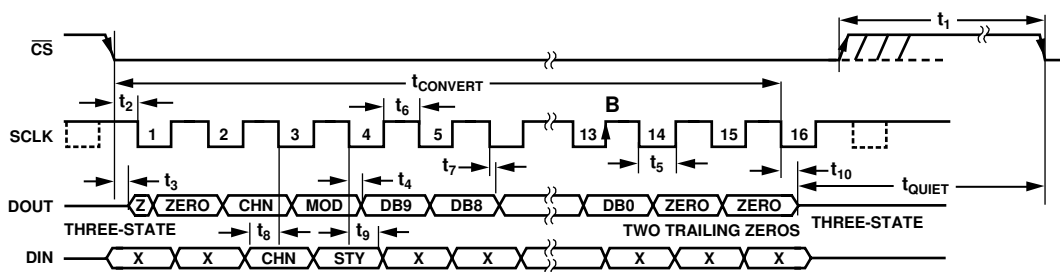 t1
CS
tCONVERT
t2 t6 B
SCLK 1 2 3 4 5 13 14 15 16
t3 t4 t7 t5 t10 tQUIET
DOUT Z ZERO CHN MOD DB9 DB8 DB0 ZERO ZERO
THREE-STATE t8 t9 TWO TRAILING ZEROS THREE-STATE
DIN X X CHN STY X X X X X